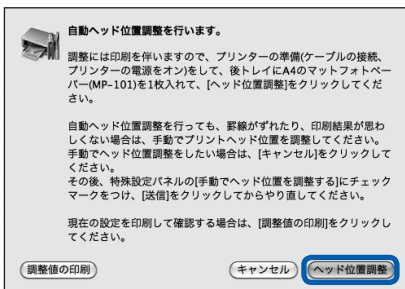 自動ヘッド位置調整を行います。
調整には印刷を伴いますので、プリンターの準備(ケーブルの接続、
プリンターの電源をオン)をして、後トレイにA4のマットフォトペー
パー(MP-101)を1枚入れて、[ヘッド位置調整]をクリックしてくだ
さい。
自動ヘッド位置調整を行っても、罫線がずれたり、印刷結果が思わ
しくない場合は、手動でプリントヘッド位置を調整してください。
手動でヘッド位置調整をしたい場合は、[キャンセル]をクリックして
ください。
その後、特殊設定パネルの[手動でヘッド位置を調整する]にチェック
マークをつけ、[送信]をクリックしてからやり直してください。
現在の設定を印刷して確認する場合は、[調整値の印刷]をクリックし
てください。
調整値の印刷
キャンセル
ヘッド位置調整